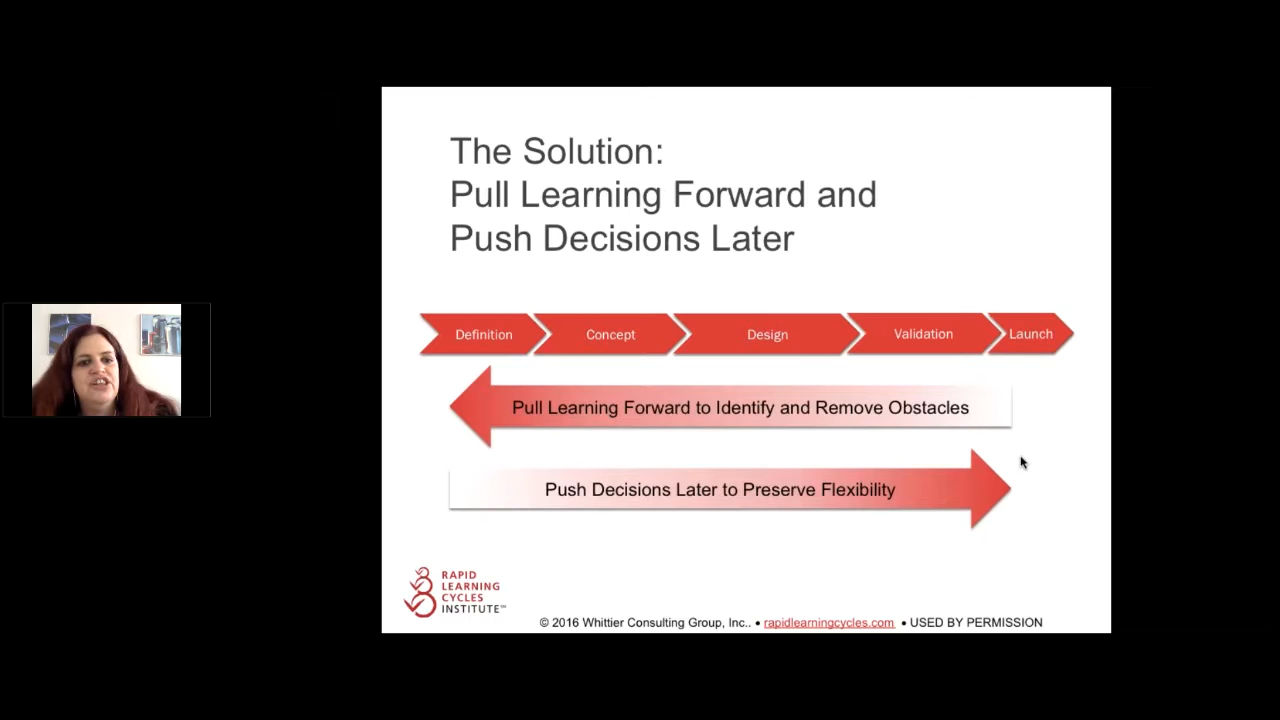 The Solution:
Pull Learning Forward and
Push Decisions Later
Definition
Concept
Design
Validation
Launch
Pull Learning Forward to Identify and Remove Obstacles
Push Decisions Later to Preserve Flexibility
RAPID
LEARNING
CYCLES
INSTITUTE™
© 2016 Whittier Consulting Group, Inc.. • rapidlearningcycles.com • USED BY PERMISSION